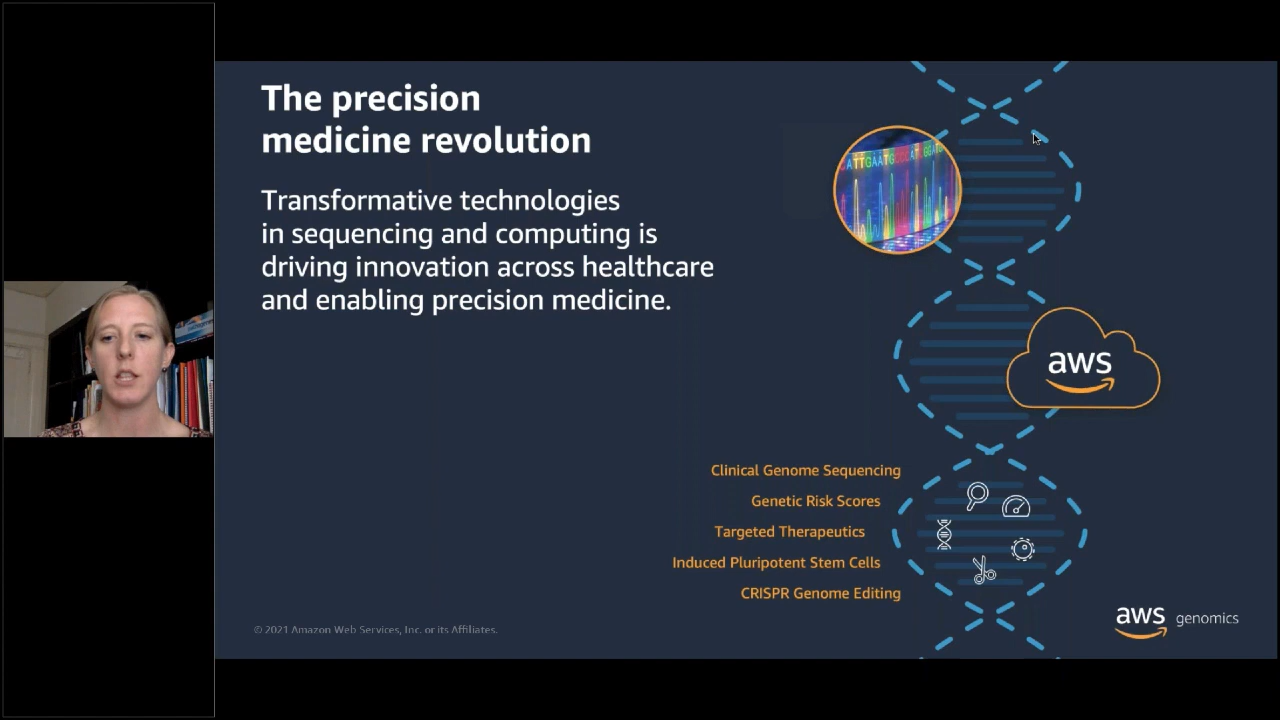 The precision
medicine revolution
Transformative technologies
in sequencing and computing is
driving innovation across healthcare
and enabling precision medicine.
CATTGAATGCCCATCGGATG
aws
Clinical Genome Sequencing
Genetic Risk Scores
Targeted Therapeutics
Induced Pluripotent Stem Cells
CRISPR Genome Editing
© 2021 Amazon Web Services, Inc. or its Affiliates.
aws genomics